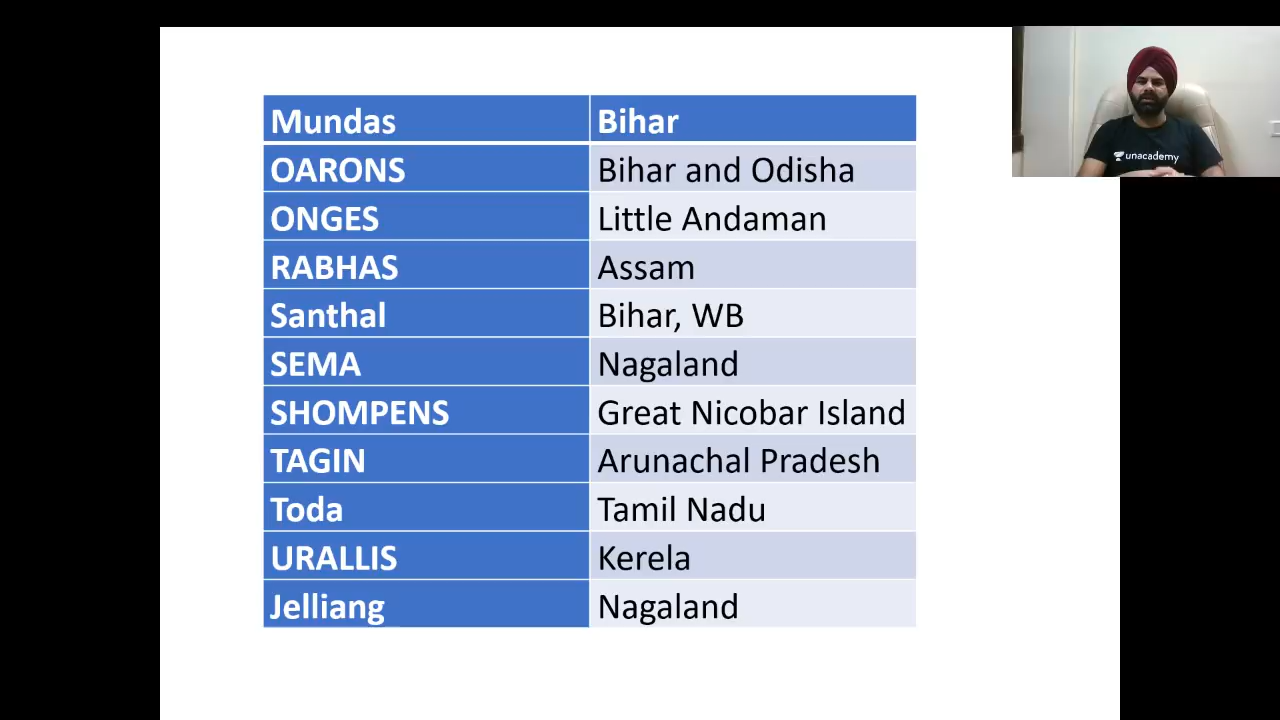 Mundas Bihar
OARONS Bihar and Odisha
ONGES Little Andaman
RABHAS Assam
Santhal Bihar, WB
SEMA Nagaland
SHOMPENS Great Nicobar Island
TAGIN Arunachal Pradesh
Toda Tamil Nadu
URALLIS Kerela
Jelliang Nagaland
unacademy